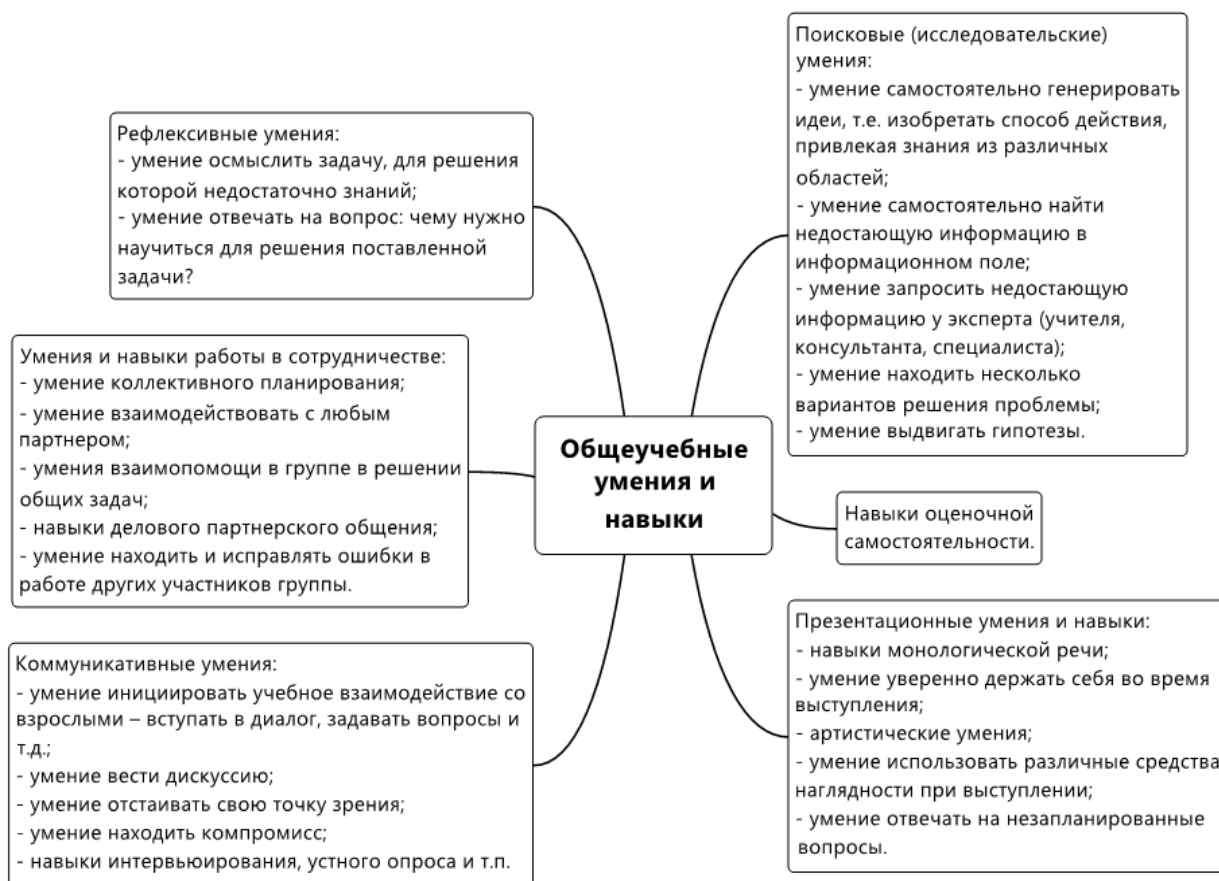 Рефлексивные умения:
- умение осмыслить задачу, для решения
которой недостаточно знаний;
- умение отвечать на вопрос: чему нужно
научиться для решения поставленной
задачи?
Умения и навыки работы в сотрудничестве:
- умение коллективного планирования;
- умение взаимодействовать с любым
партнером;
- умения взаимопомощи в группе в решении
общих задач;
- навыки делового партнерского общения;
- умение находить и исправлять ошибки в
работе других участников группы.
Коммуникативные умения:
- умение инициировать учебное взаимодействие со
взрослыми – вступать в диалог, задавать вопросы и
т.д.;
- умение вести дискуссию;
- умение отстаивать свою точку зрения;
- умение находить компромисс;
- навыки интервьюирования, устного опроса и т.п.
Общеучебные
умения и
навыки
Поисковые (исследовательские)
умения:
- умение самостоятельно генерировать
идеи, т.е. изобретать способ действия,
привлекая знания из различных
областей;
- умение самостоятельно найти
недостающую информацию в
информационном поле;
- умение запросить недостающую
информацию у эксперта (учителя,
консультанта, специалиста);
- умение находить несколько
вариантов решения проблемы;
- умение выдвигать гипотезы.
Навыки оценочной
самостоятельности.
Презентационные умения и навыки:
- навыки монологической речи;
- умение уверенно держать себя во время
выступления;
- артистические умения;
- умение использовать различные средства
наглядности при выступлении;
- умение отвечать на незапланированные
вопросы.